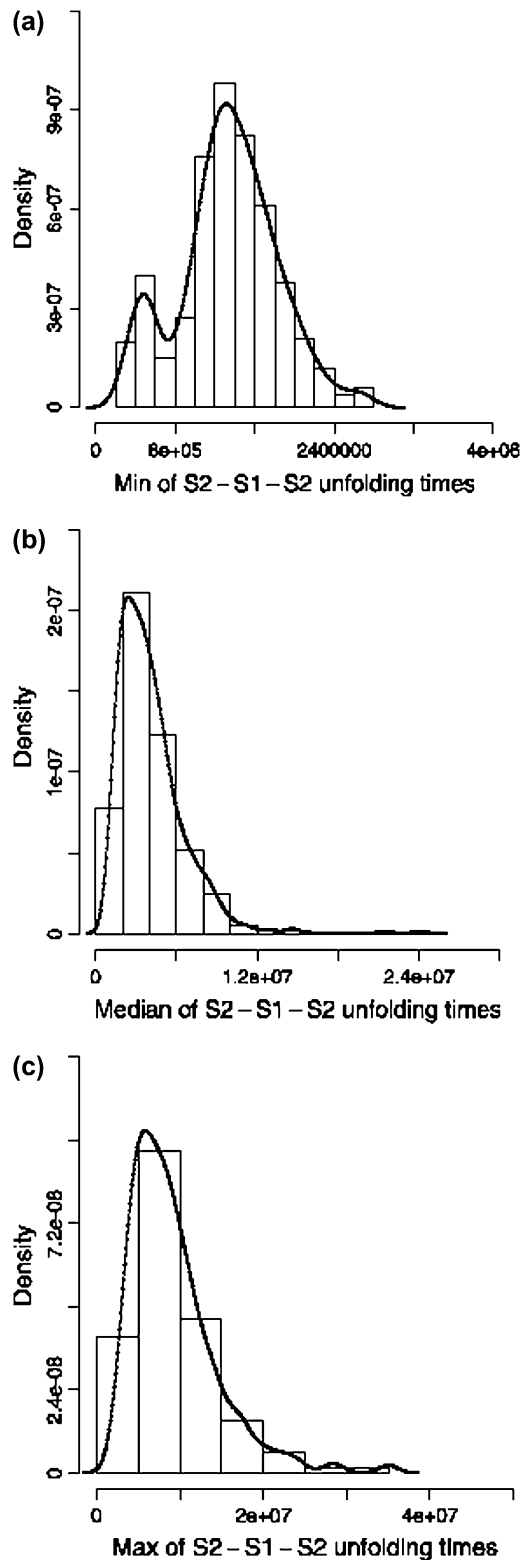 (a)
Density
0
3e-07
6e-07
9e-07
0
8e+05
2400000
4e+06
Min of S2–S1–S2 unfolding times
(b)
Density
0
1e-07
2e-07
0
1.2e+07
2.4e+07
Median of S2–S1–S2 unfolding times
(c)
Density
0
2.4e-08
7.2e-08
0
2e+07
4e+07
Max of S2–S1–S2 unfolding times